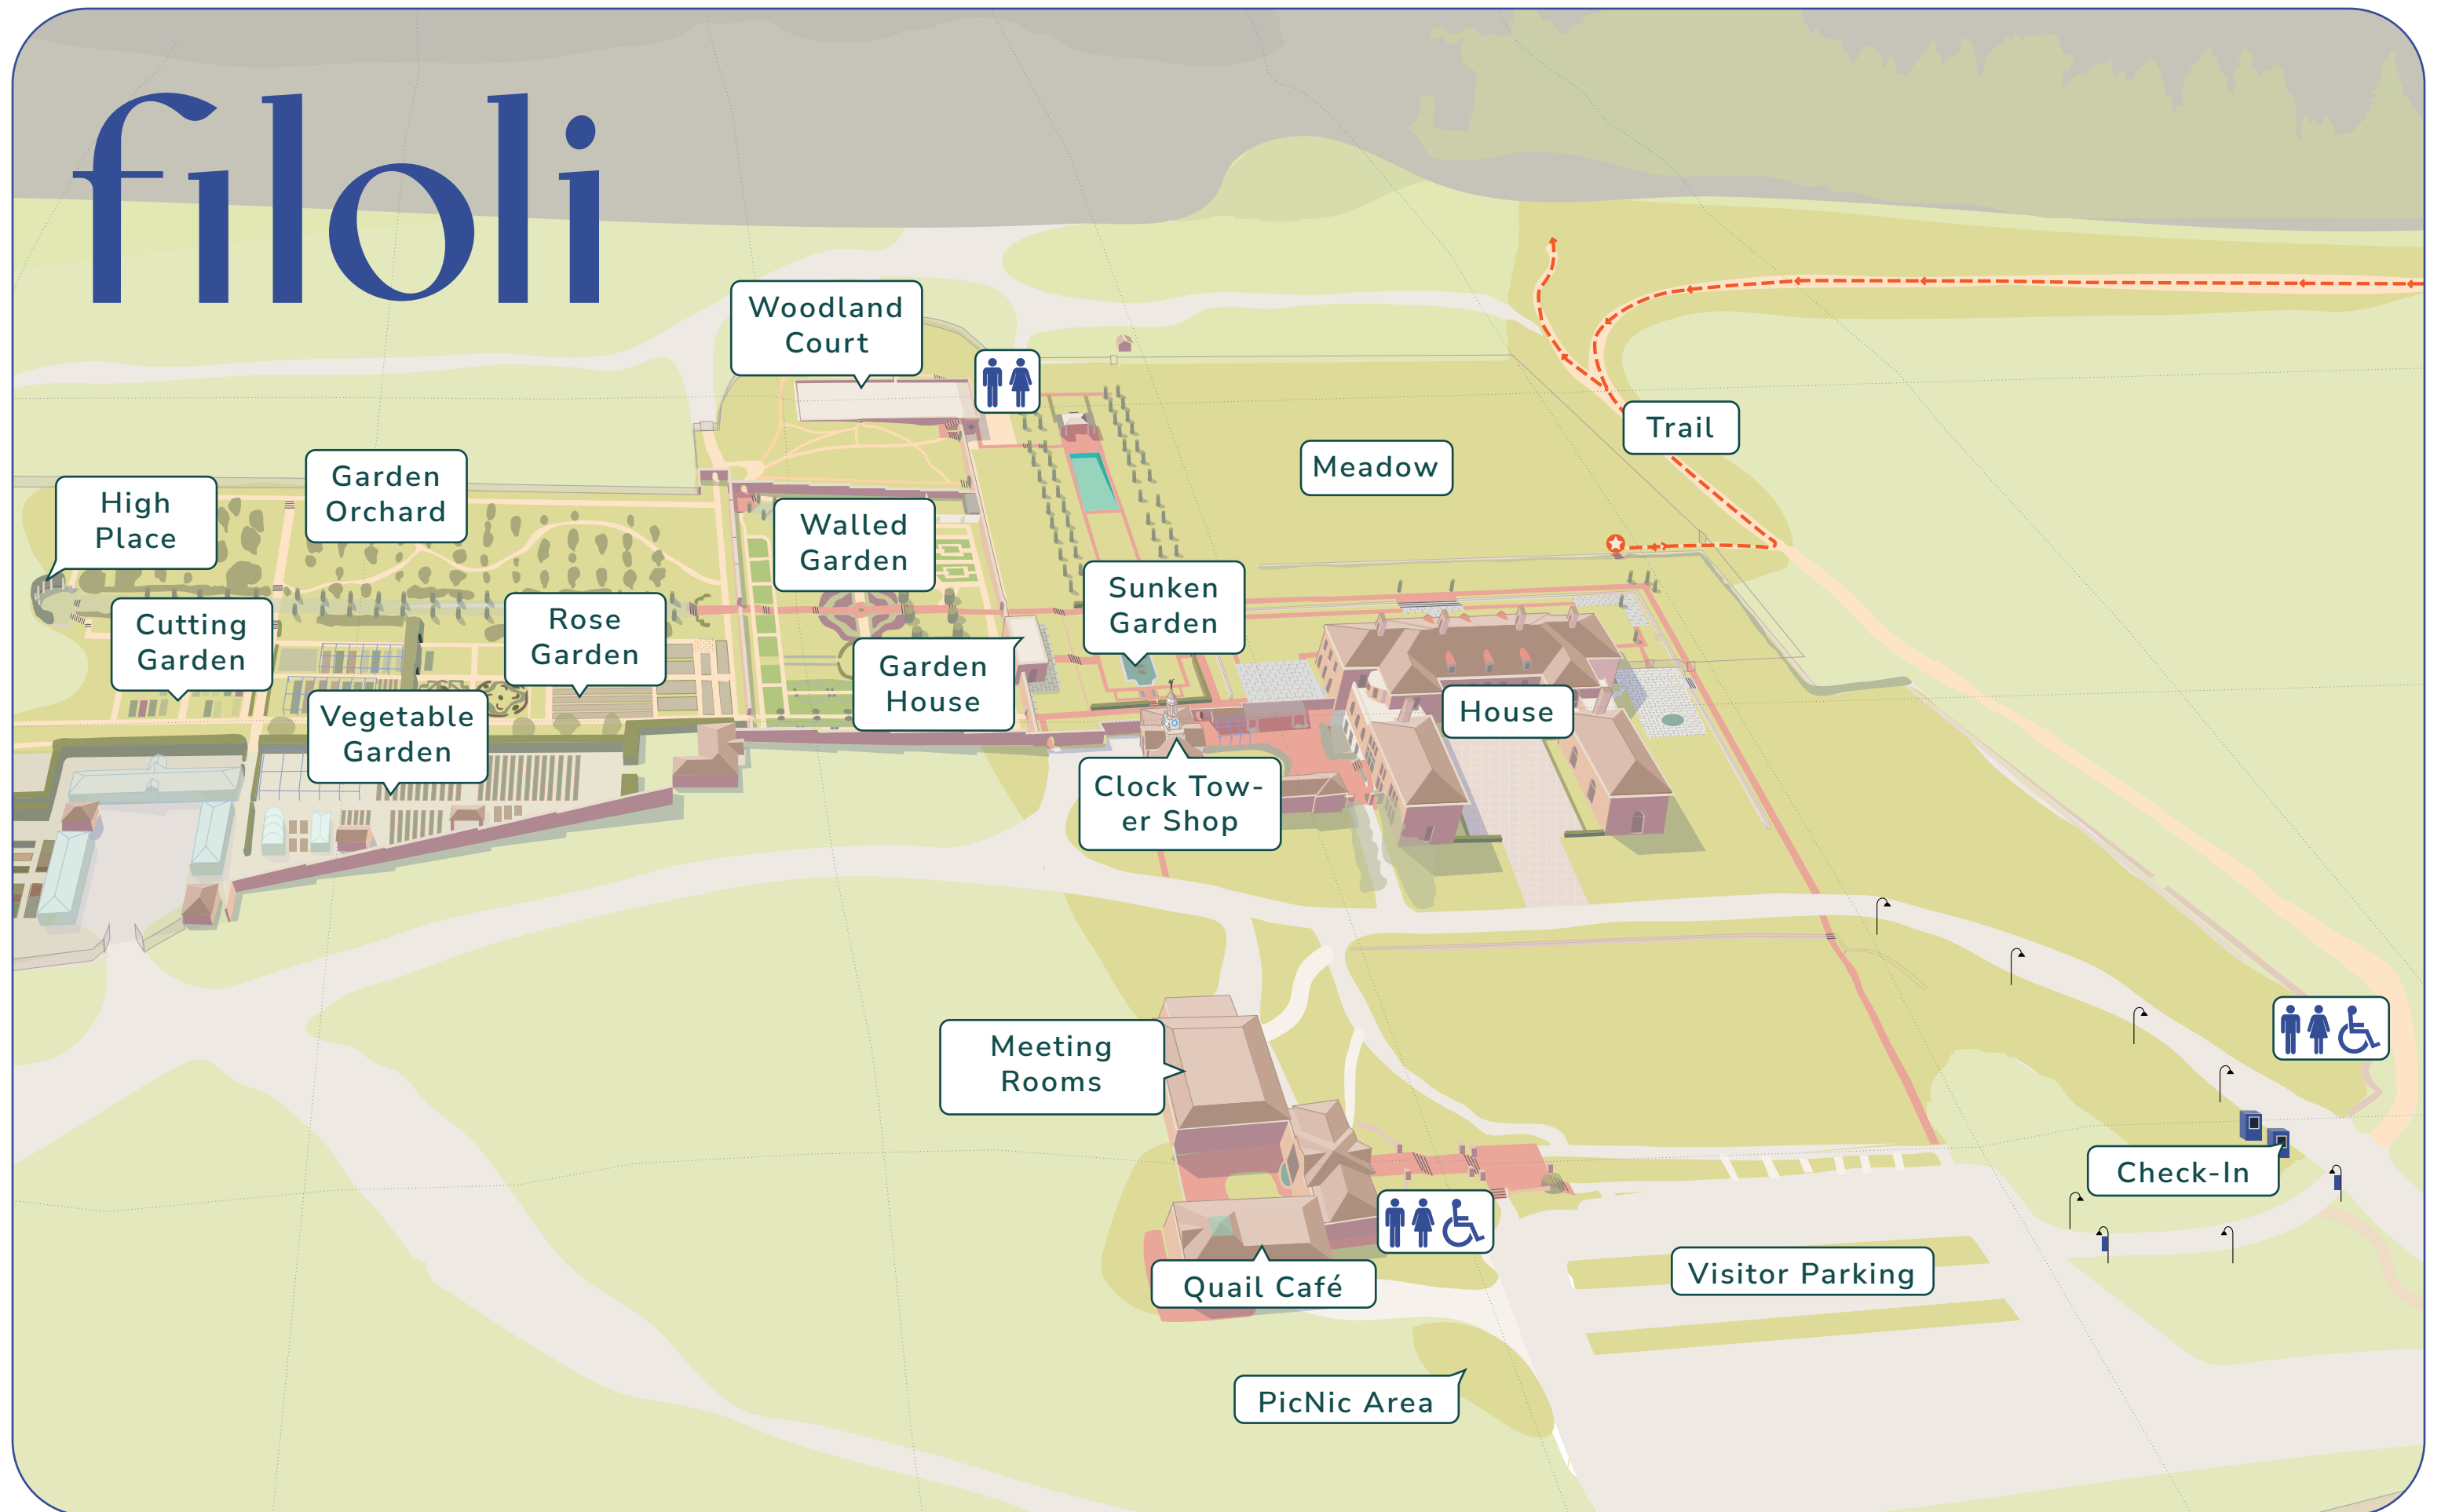 filoli
Woodland
Court
Trail
Meadow
Garden
Orchard
High
Place
Walled
Garden
Sunken
Garden
Rose
Garden
Cutting
Garden
Garden
House
House
Vegetable
Garden
Clock Tow-
er Shop
Meeting
Rooms
Check-In
Visitor Parking
Quail Café
PicNic Area